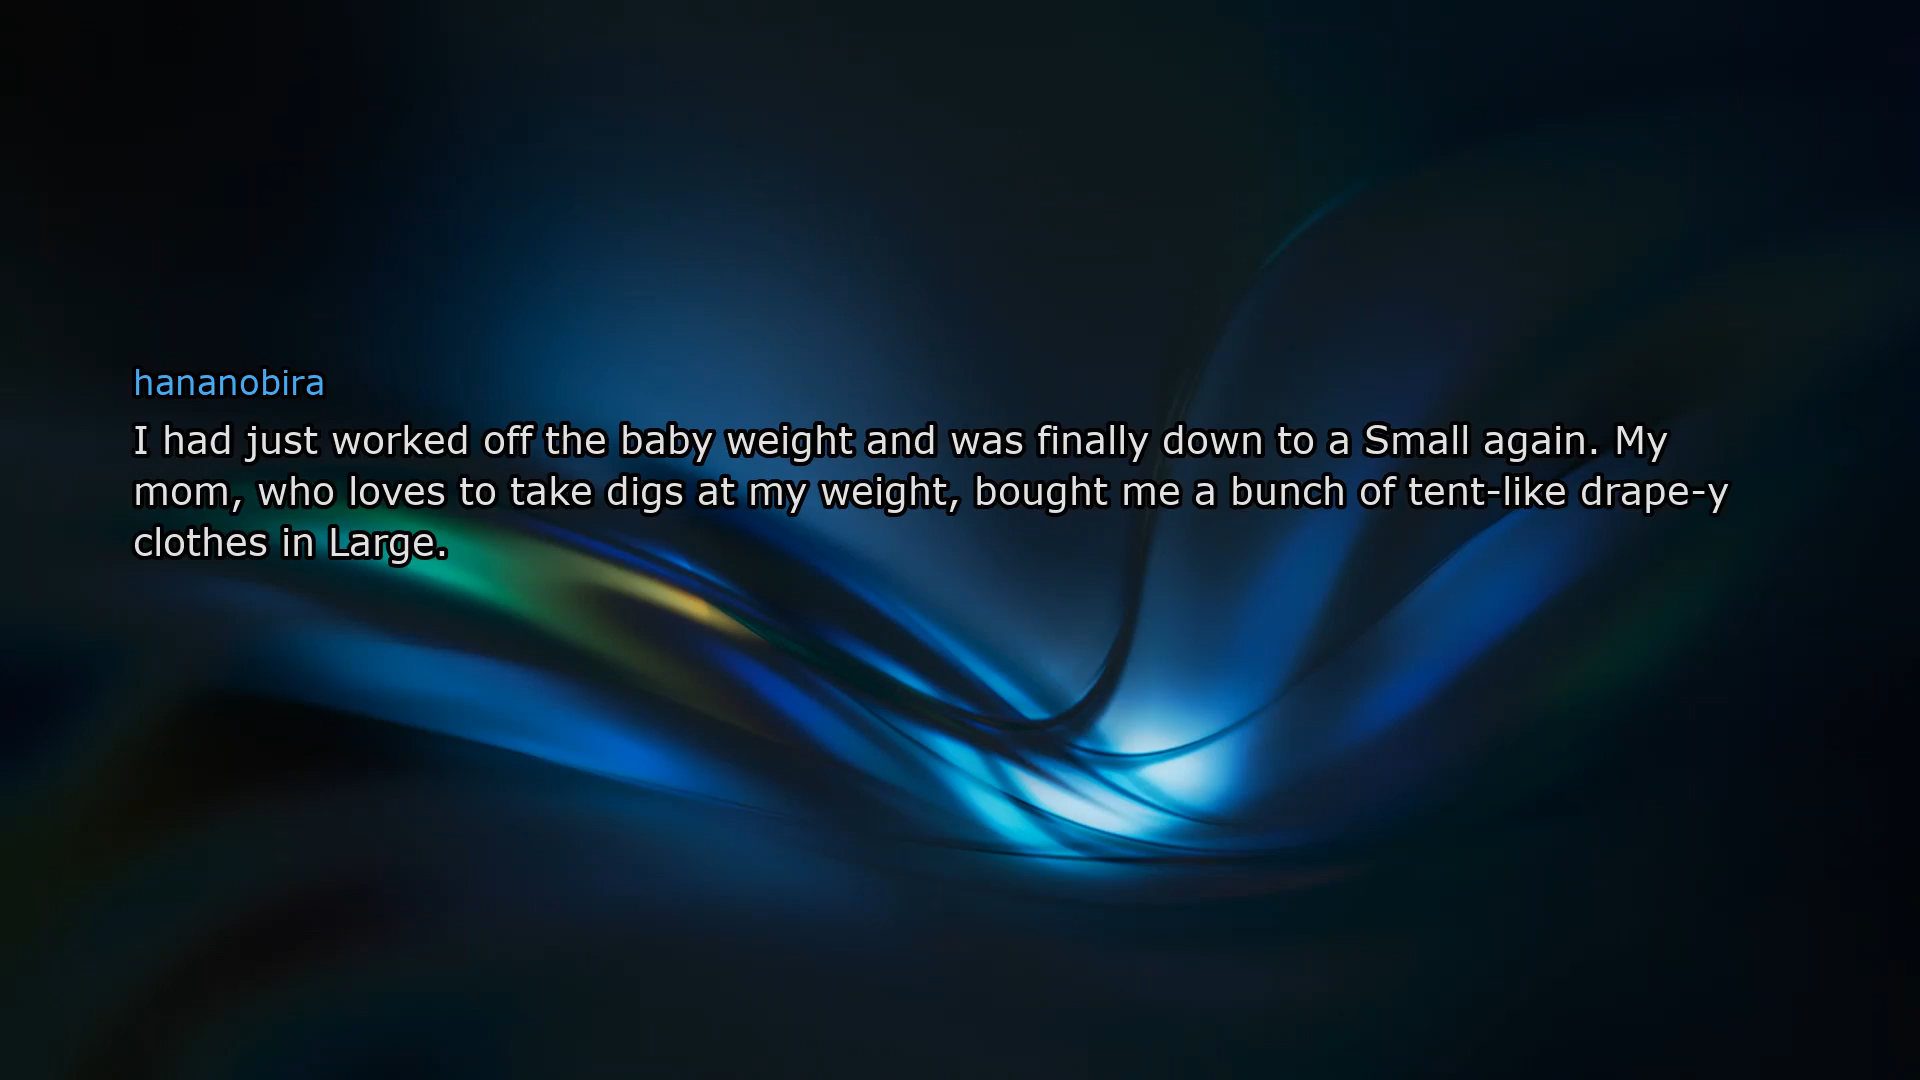 hananobira
I had just worked off the baby weight and was finally down to a Small again. My
mom, who loves to take digs at my weight, bought me a bunch of tent-like drape-y
clothes in Large.